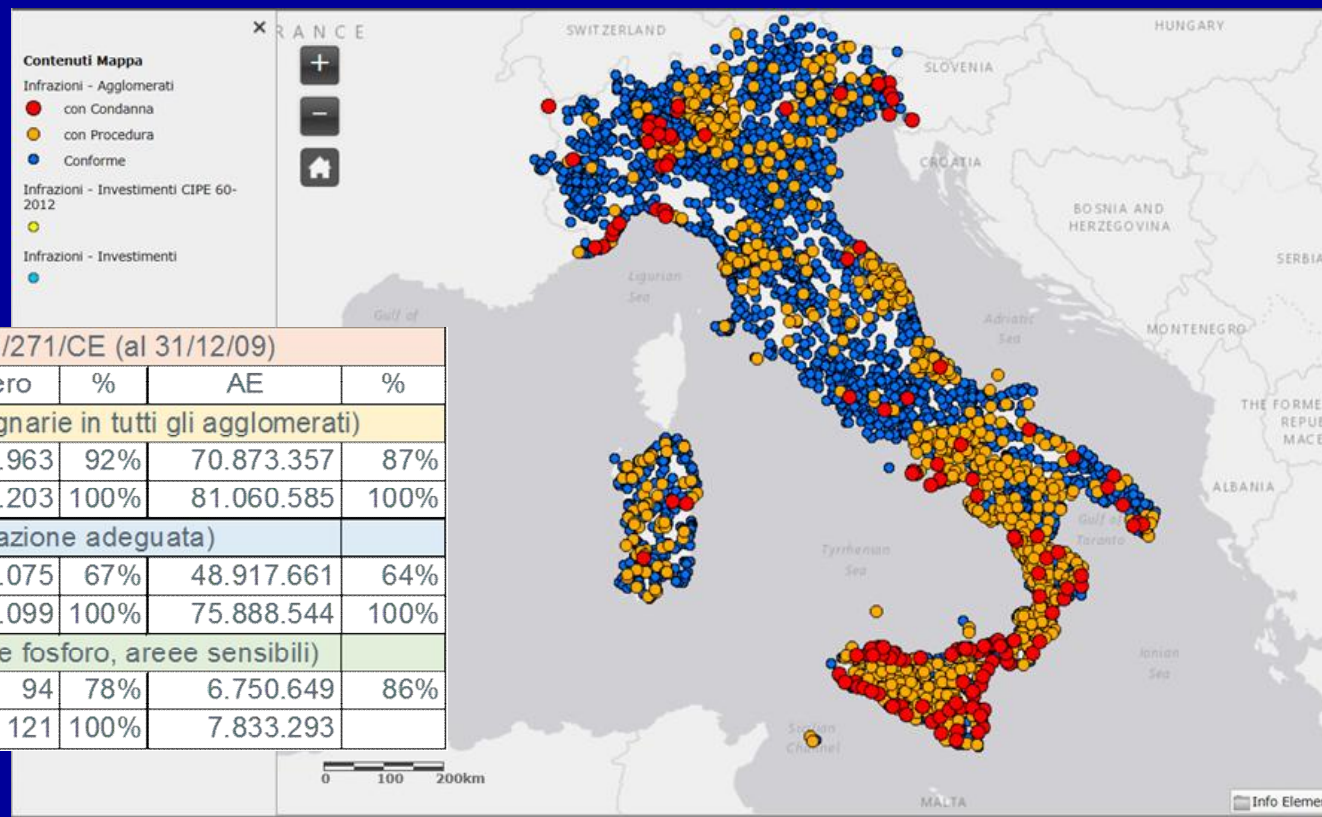 ×
Contenuti Mappa
Infrazioni - Agglomerati
con Condanna
con Procedura
Conforme
Infrazioni - Investimenti CIPE 60-
2012
Infrazioni - Investimenti
+
−
RANCE
SWITZERLAND
HUNGARY
SLOVENIA
CROATIA
BOSNIA AND
HERZEGOVINA
SERBIA
Ligurian
Sea
Gulf of
Adriatic
Sea
MONTENEGRO
THE FORME
REPUB
MACE
ALBANIA
Gulf of
Taranto
Tyrrhenian
Sea
Ionian
Sea
Sicilian
Channel
MALTA
/271/CE (al 31/12/09)
ero % AE %
gnarie in tutti gli agglomerati)
.963 92% 70.873.357 87%
.203 100% 81.060.585 100%
azione adeguata)
.075 67% 48.917.661 64%
.099 100% 75.888.544 100%
e fosforo, areee sensibili)
94 78% 6.750.649 86%
121 100% 7.833.293
0 100 200km
Info Eleme